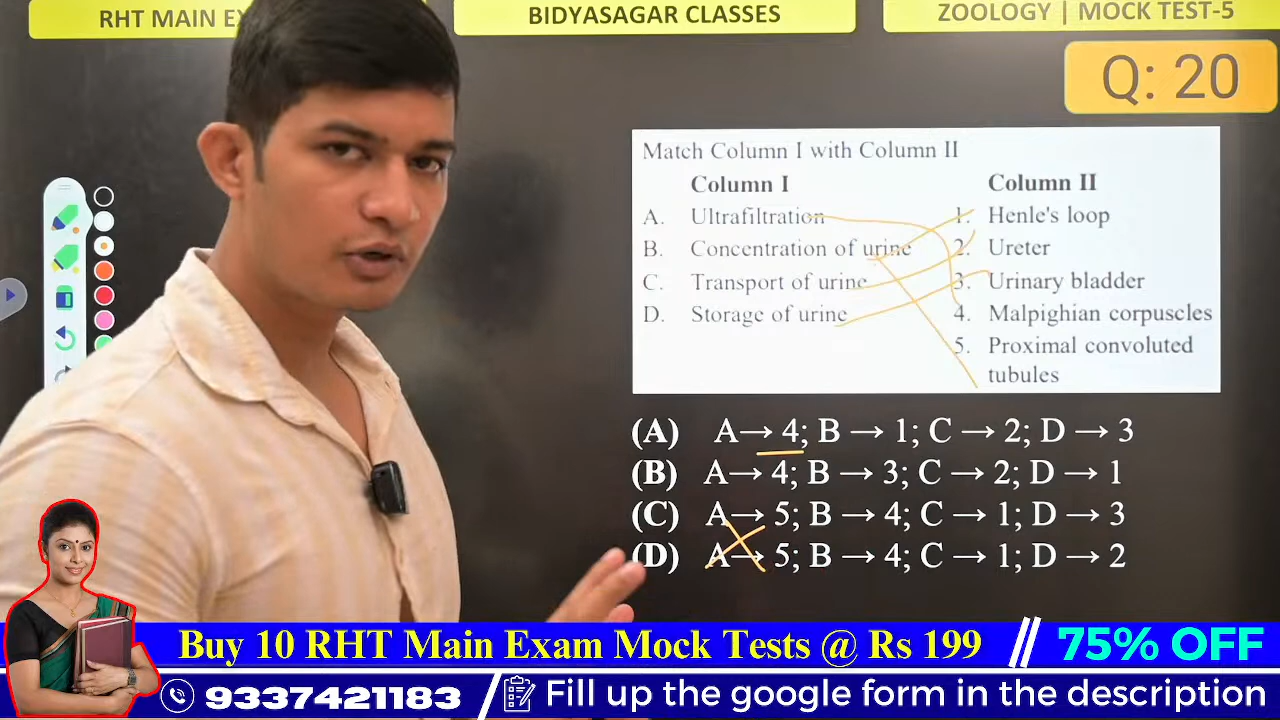 RHT MAIN
BIDYASAGAR CLASSES
ZOOLOGY | MOCK TEST-5
Q: 20
Match Column I with Column II
Column I Column II
A. Ultrafiltration 1. Henle's loop
B. Concentration of urine 2. Ureter
C. Transport of urine 3. Urinary bladder
D. Storage of urine 4. Malpighian corpuscles
5. Proximal convoluted
tubules
(A) A→ 4; B → 1; C → 2; D → 3
(B) A→ 4; B → 3; C → 2; D → 1
(C) A→ 5; B → 4; C → 1; D → 3
(D) A→ 5; B → 4; C → 1; D → 2
Buy 10 RHT Main Exam Mock Tests @ Rs 199 // 75% OFF
9337421183 / Fill up the google form in the description